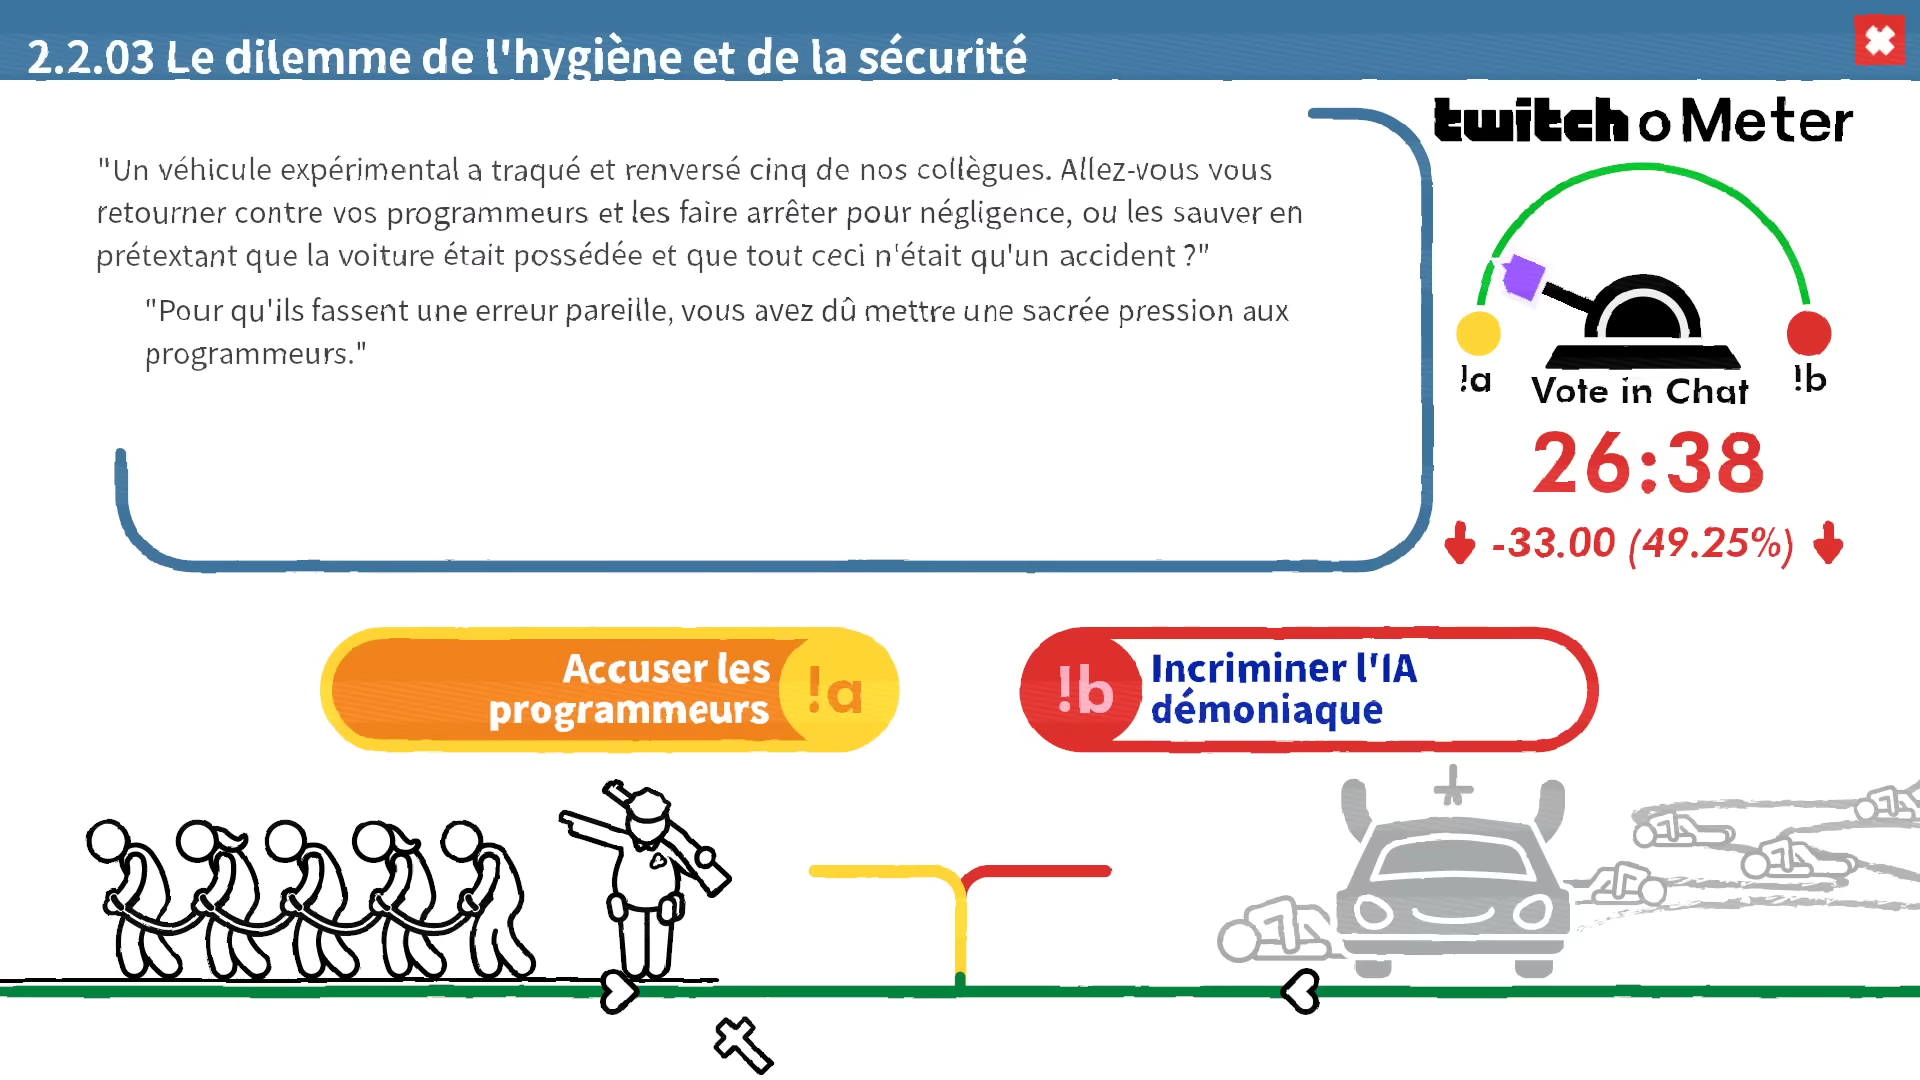 2.2.03 Le dilemme de l'hygiène et de la sécurité
twitch o Meter
"Un véhicule expérimental a traqué et renversé cinq de nos collègues. Allez-vous vous
retourner contre vos programmeurs et les faire arrêter pour négligence, ou les sauver en
prétextant que la voiture était possédée et que tout ceci n'était qu'un accident ?"
"Pour qu'ils fassent une erreur pareille, vous avez dû mettre une sacrée pression aux
programmeurs."
!a
Vote in Chat
!b
26:38
-33.00 (49.25%)
Accuser les
programmeurs
!a
!b
Incriminer l'IA
démoniaque